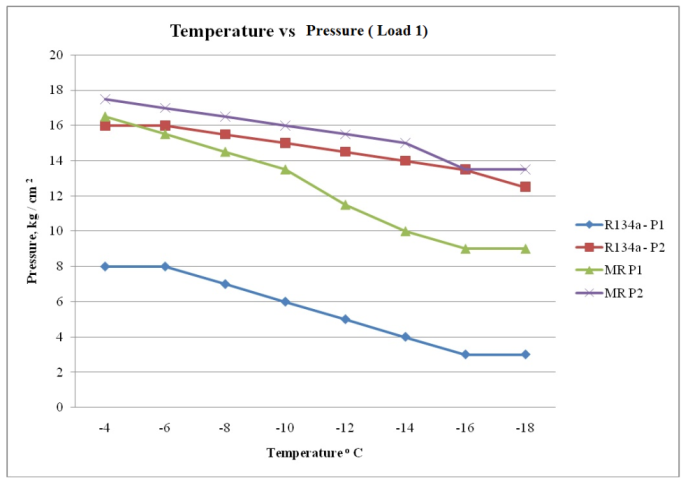 Temperature vs Pressure ( Load 1)
20
18
16
14
12
10
8
6
4
2
0
Pressure, kg / cm ²
-4 -6 -8 -10 -12 -14 -16 -18
Temperature º C
R134a - P1
R134a - P2
MR P1
MR P2